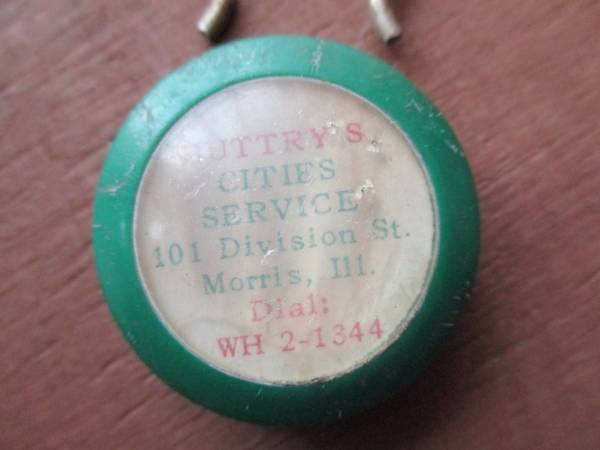 CITIES
SERVICE
101 Division St.
Morris, Ill.
Dial:
WH 2-1344